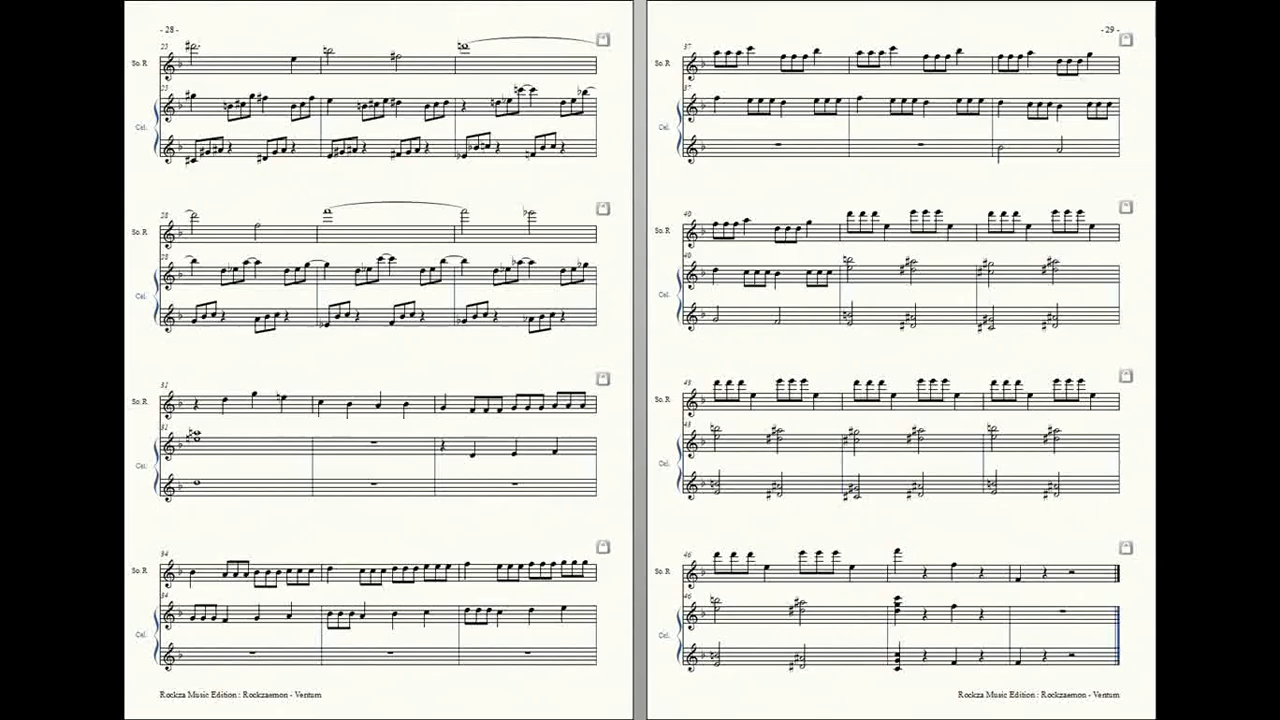 - 28 -
25
So. R
25
Cel.
28
So. R
28
Cel.
31
So. R
31
Cel.
34
So. R
34
Cel.
Rockza Music Edition : Rockzaemon - Ventum
- 29 -
37
So. R
37
Cel.
40
So. R
40
Cel.
43
So. R
43
Cel.
46
So. R
46
Cel.
Rockza Music Edition : Rockzaemon - Ventum